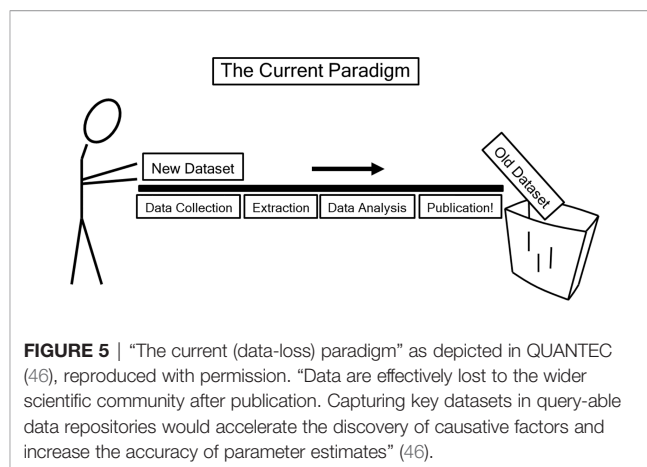 The Current Paradigm
New Dataset
Old Dataset
Data Collection
Extraction
Data Analysis
Publication!
FIGURE 5 | “The current (data-loss) paradigm” as depicted in QUANTEC
(46), reproduced with permission. “Data are effectively lost to the wider
scientific community after publication. Capturing key datasets in query-able
data repositories would accelerate the discovery of causative factors and
increase the accuracy of parameter estimates” (46).